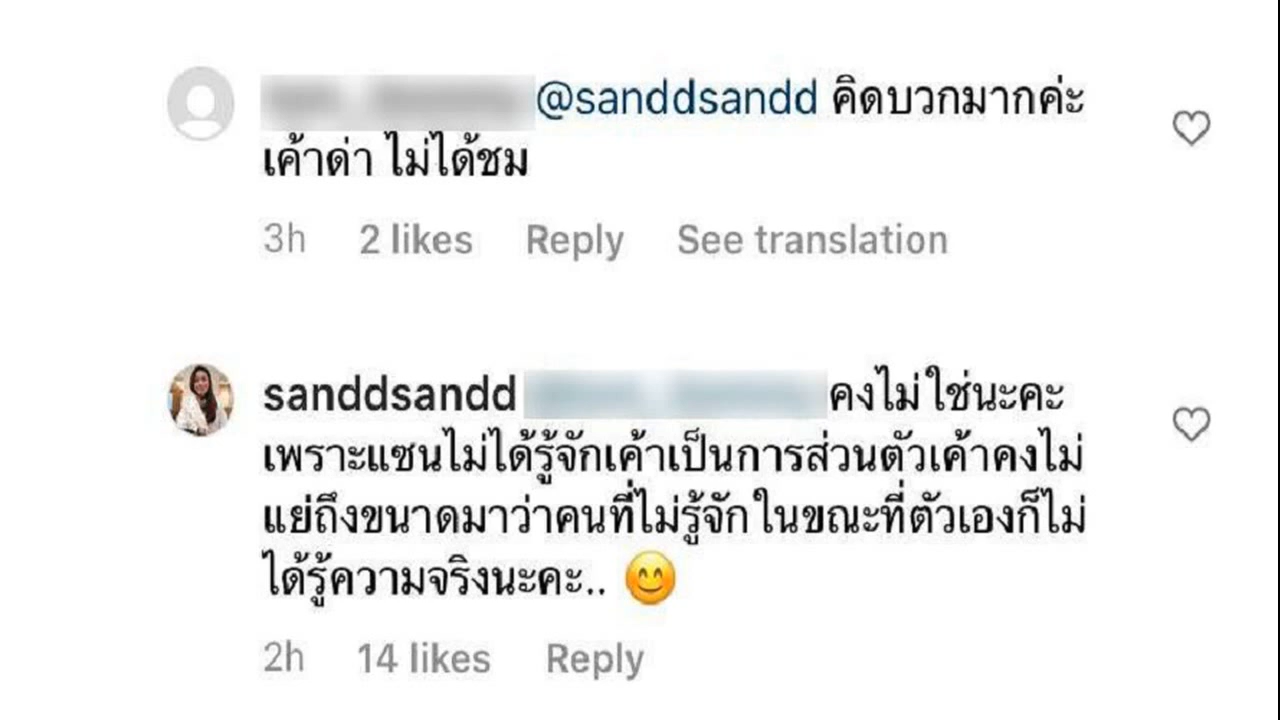 @sanddsandd คิดบวกมากค่ะ
เค้าด่า ไม่ได้ชม
3h 2 likes Reply See translation
sanddsandd คงไม่ใช่นะคะ
เพราะแซนไม่ได้รู้จักเค้าเป็นการส่วนตัวเค้าคงไม่
แย่ถึงขนาดมาว่าคนที่ไม่รู้จักในขณะที่ตัวเองก็ไม่
ได้รู้ความจริงนะคะ.. 😊
2h 14 likes Reply